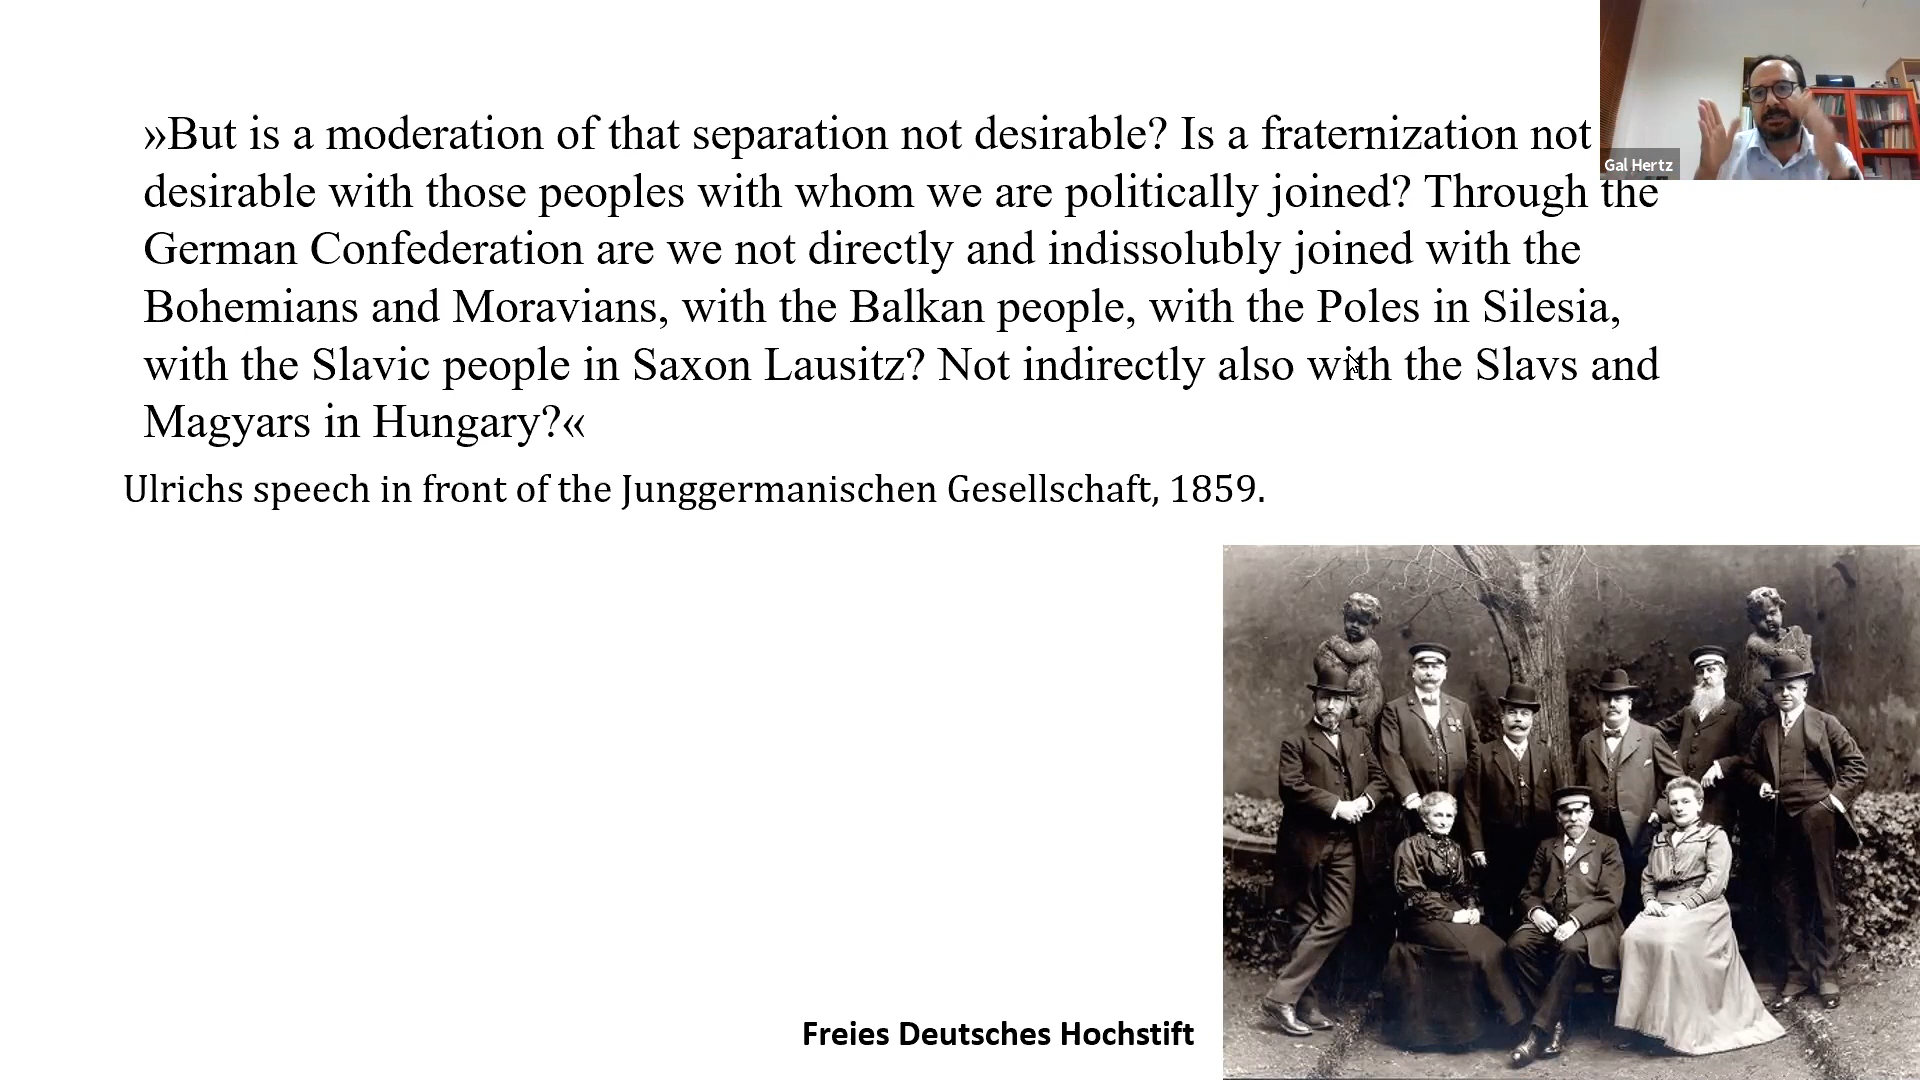 »But is a moderation of that separation not desirable? Is a fraternization not
desirable with those peoples with whom we are politically joined? Through the
German Confederation are we not directly and indissolubly joined with the
Bohemians and Moravians, with the Balkan people, with the Poles in Silesia,
with the Slavic people in Saxon Lausitz? Not indirectly also with the Slavs and
Magyars in Hungary?«
Ulrichs speech in front of the Junggermanischen Gesellschaft, 1859.
Freies Deutsches Hochstift
Gal Hertz